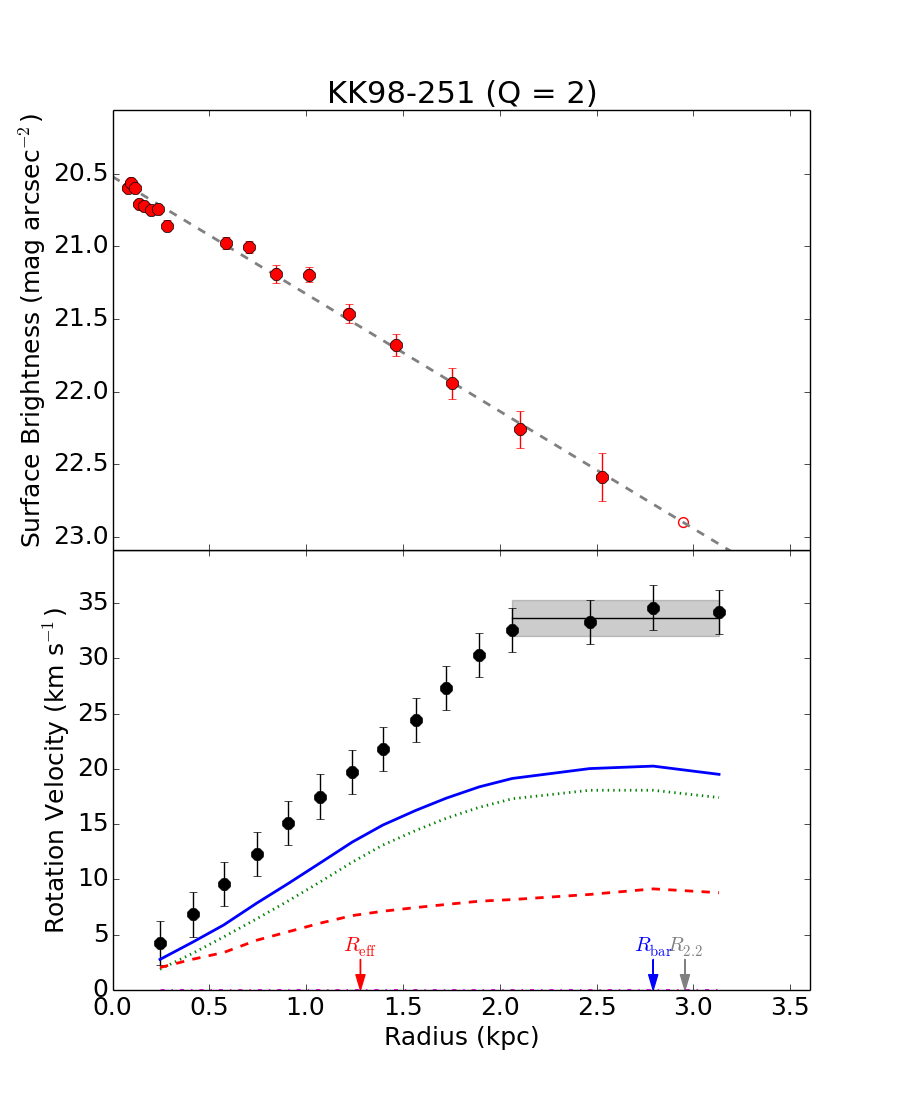 KK98-251 (Q = 2)
Surface Brightness (mag arcsec⁻²)
20.5
21.0
21.5
22.0
22.5
23.0
Rotation Velocity (km s⁻¹)
35
30
25
20
15
10
5
0
R_eff
R_bar
R_2.2
0.0 0.5 1.0 1.5 2.0 2.5 3.0 3.5
Radius (kpc)